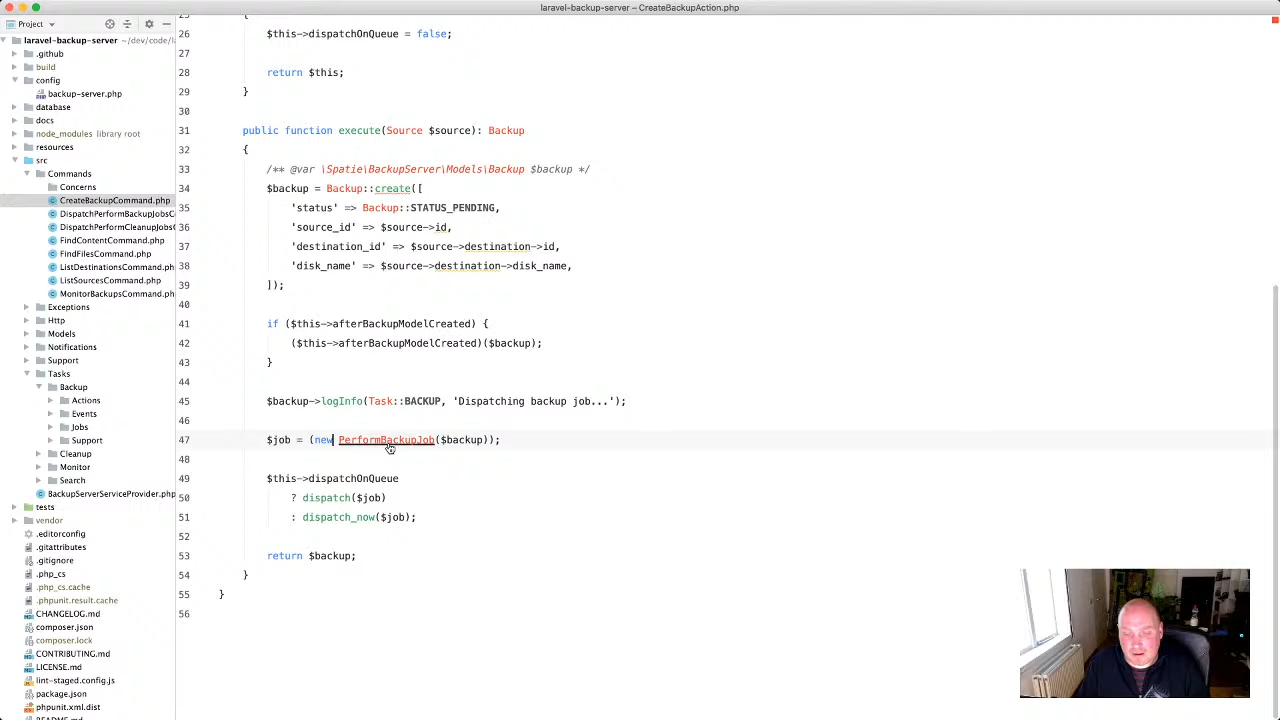 laravel-backup-server – CreateBackupAction.php
Project
laravel-backup-server ~/dev/code/l
.github
build
config
backup-server.php
database
docs
node_modules library root
resources
src
Commands
Concerns
CreateBackupCommand.php
DispatchPerformBackupJobsC
DispatchPerformCleanupJobsC
FindContentCommand.php
FindFilesCommand.php
ListDestinationsCommand.ph
ListSourcesCommand.php
MonitorBackupsCommand.ph
Exceptions
Http
Models
Notifications
Support
Tasks
Backup
Actions
Events
Jobs
Support
Cleanup
Monitor
Search
BackupServerServiceProvider.php
tests
vendor
.editorconfig
.gitattributes
.gitignore
.php_cs
.php_cs.cache
.phpunit.result.cache
CHANGELOG.md
composer.json
composer.lock
CONTRIBUTING.md
LICENSE.md
lint-staged.config.js
package.json
phpunit.xml.dist
25 {
26 $this->dispatchOnQueue = false;
27
28 return $this;
29 }
30
31 public function execute(Source $source): Backup
32 {
33 /** @var \Spatie\BackupServer\Models\Backup $backup */
34 $backup = Backup::create([
35 'status' => Backup::STATUS_PENDING,
36 'source_id' => $source->id,
37 'destination_id' => $source->destination->id,
38 'disk_name' => $source->destination->disk_name,
39 ]);
40
41 if ($this->afterBackupModelCreated) {
42 ($this->afterBackupModelCreated)($backup);
43 }
44
45 $backup->logInfo(Task::BACKUP, 'Dispatching backup job...');
46
47 $job = (new PerformBackupJob($backup));
48
49 $this->dispatchOnQueue
50 ? dispatch($job)
51 : dispatch_now($job);
52
53 return $backup;
54 }
55 }
56